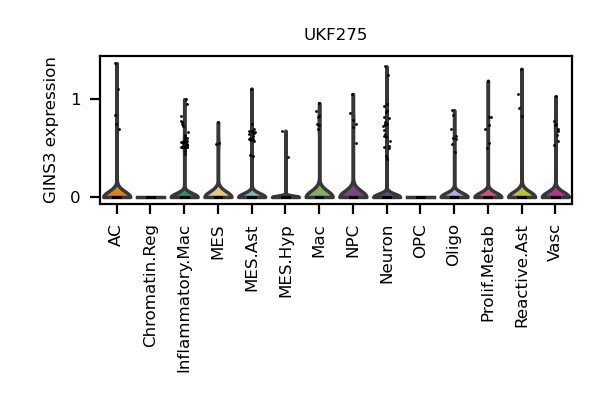 UKF275
GINS3 expression
1
0
AC
Chromatin.Reg
Inflammatory.Mac
MES
MES.Ast
MES.Hyp
Mac
NPC
Neuron
OPC
Oligo
Prolif.Metab
Reactive.Ast
Vasc